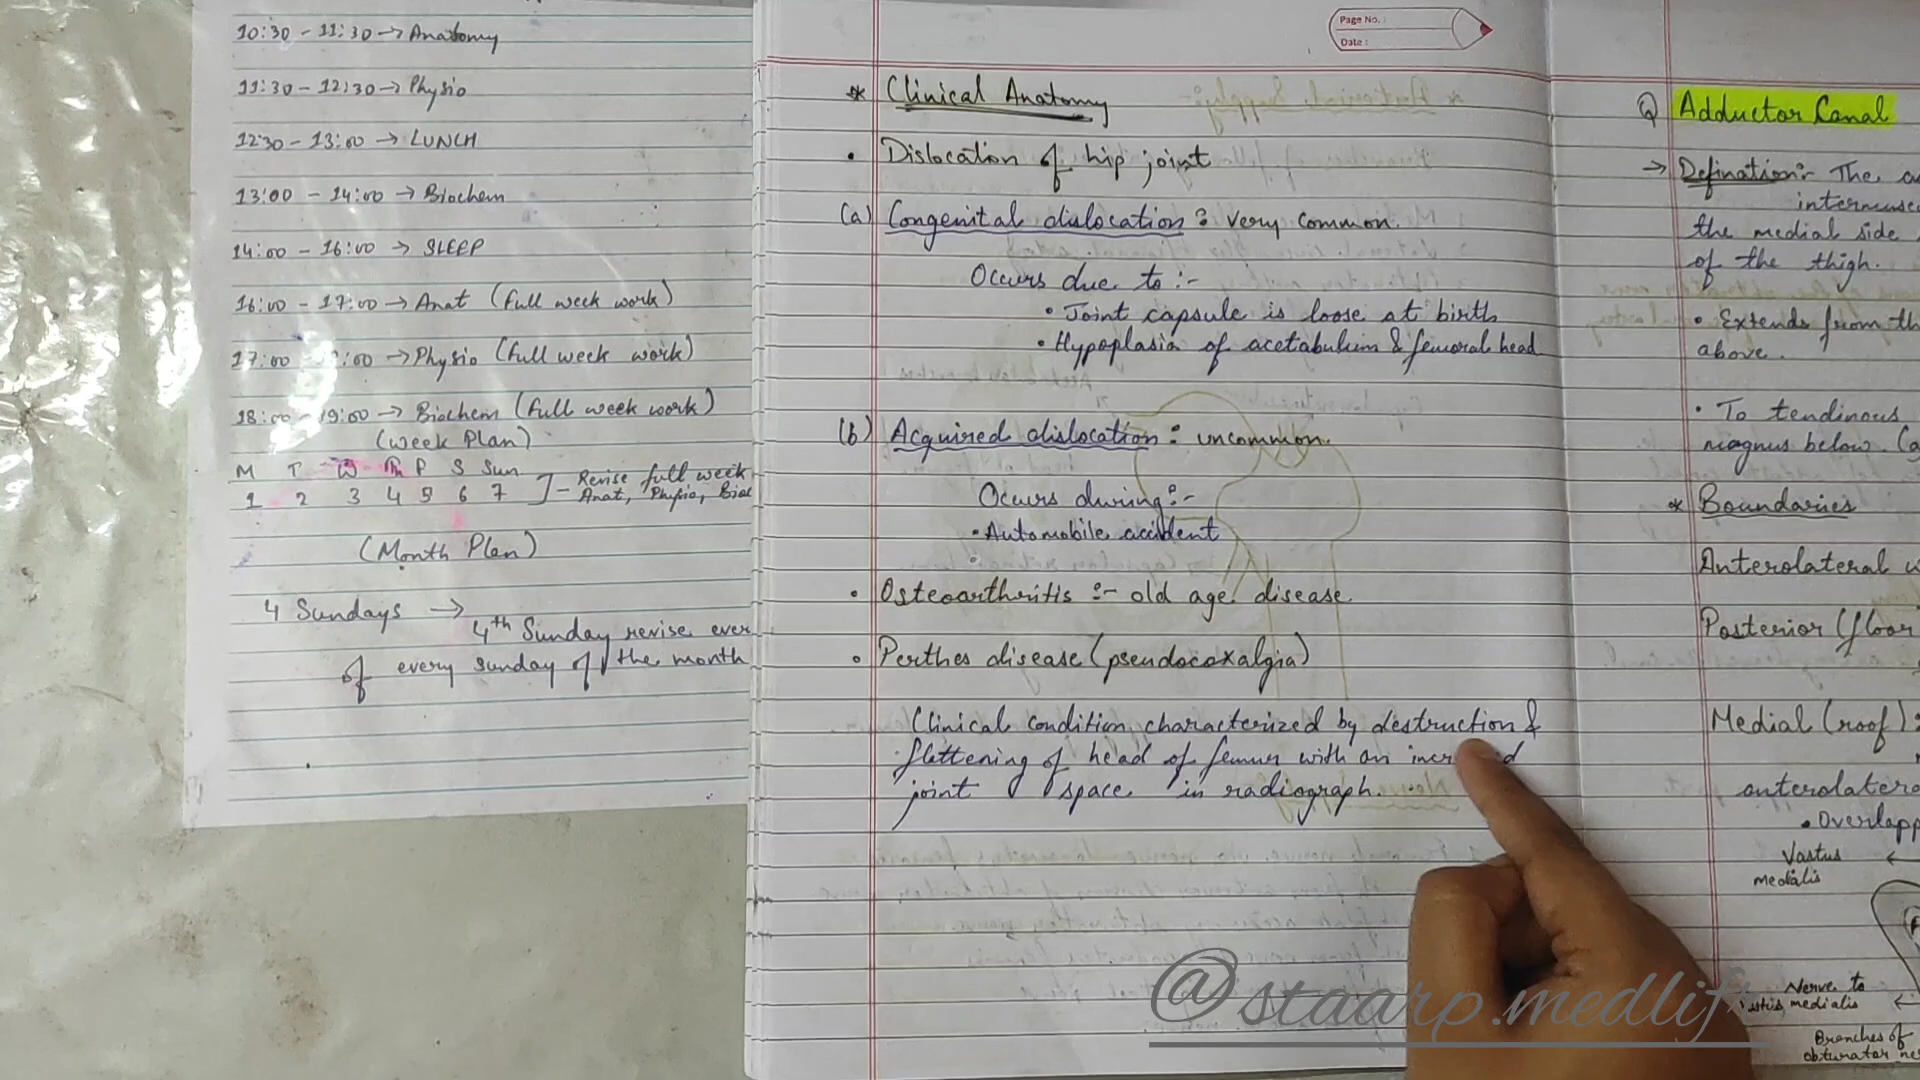 10:30 - 11:30 → Anatomy
11:30 - 12:30 → Physio
12:30 - 13:00 → LUNCH
13:00 - 14:00 → Biochem
14:00 - 16:00 → SLEEP
16:00 - 17:00 → Anat (full week work)
17:00 - :00 → Physio (full week work)
18:00 - 19:00 → Biochem (full week work)
(Week Plan)
M T W Th F S Sun
1 2 3 4 5 6 7 ] - Revise full week
Anat, Physio, Bioc
(Month Plan)
4 Sundays →
4th Sunday revise ever
of every sunday of the month
Page No. :
Date :
* Clinical Anatomy
• Dislocation of hip joint
(a) Congenital dislocation : very common.
Occurs due to :-
• Joint capsule is loose at birth
• Hypoplasia of acetabulum & femoral head
(b) Acquired dislocation : uncommon.
Occurs during :-
• Automobile accident
• Osteoarthritis :- old age disease
• Perthes disease (pseudocoxalgia)
Clinical condition characterized by destruction &
flattening of head of femur with an
joint space in radiograph.
Q Adductor Canal
→ Defination :- The
intermusc
the medial side
of the thigh.
• Extends from th
above.
• To tendinous
magnus below.
* Boundaries
Anterolateral
Posterior (floor
Medial (roof) :
anterolatera
• Overlapp
Vastus
medialis
Nerve to
medialis
Branches of
obturator ne
@staarp.medlif